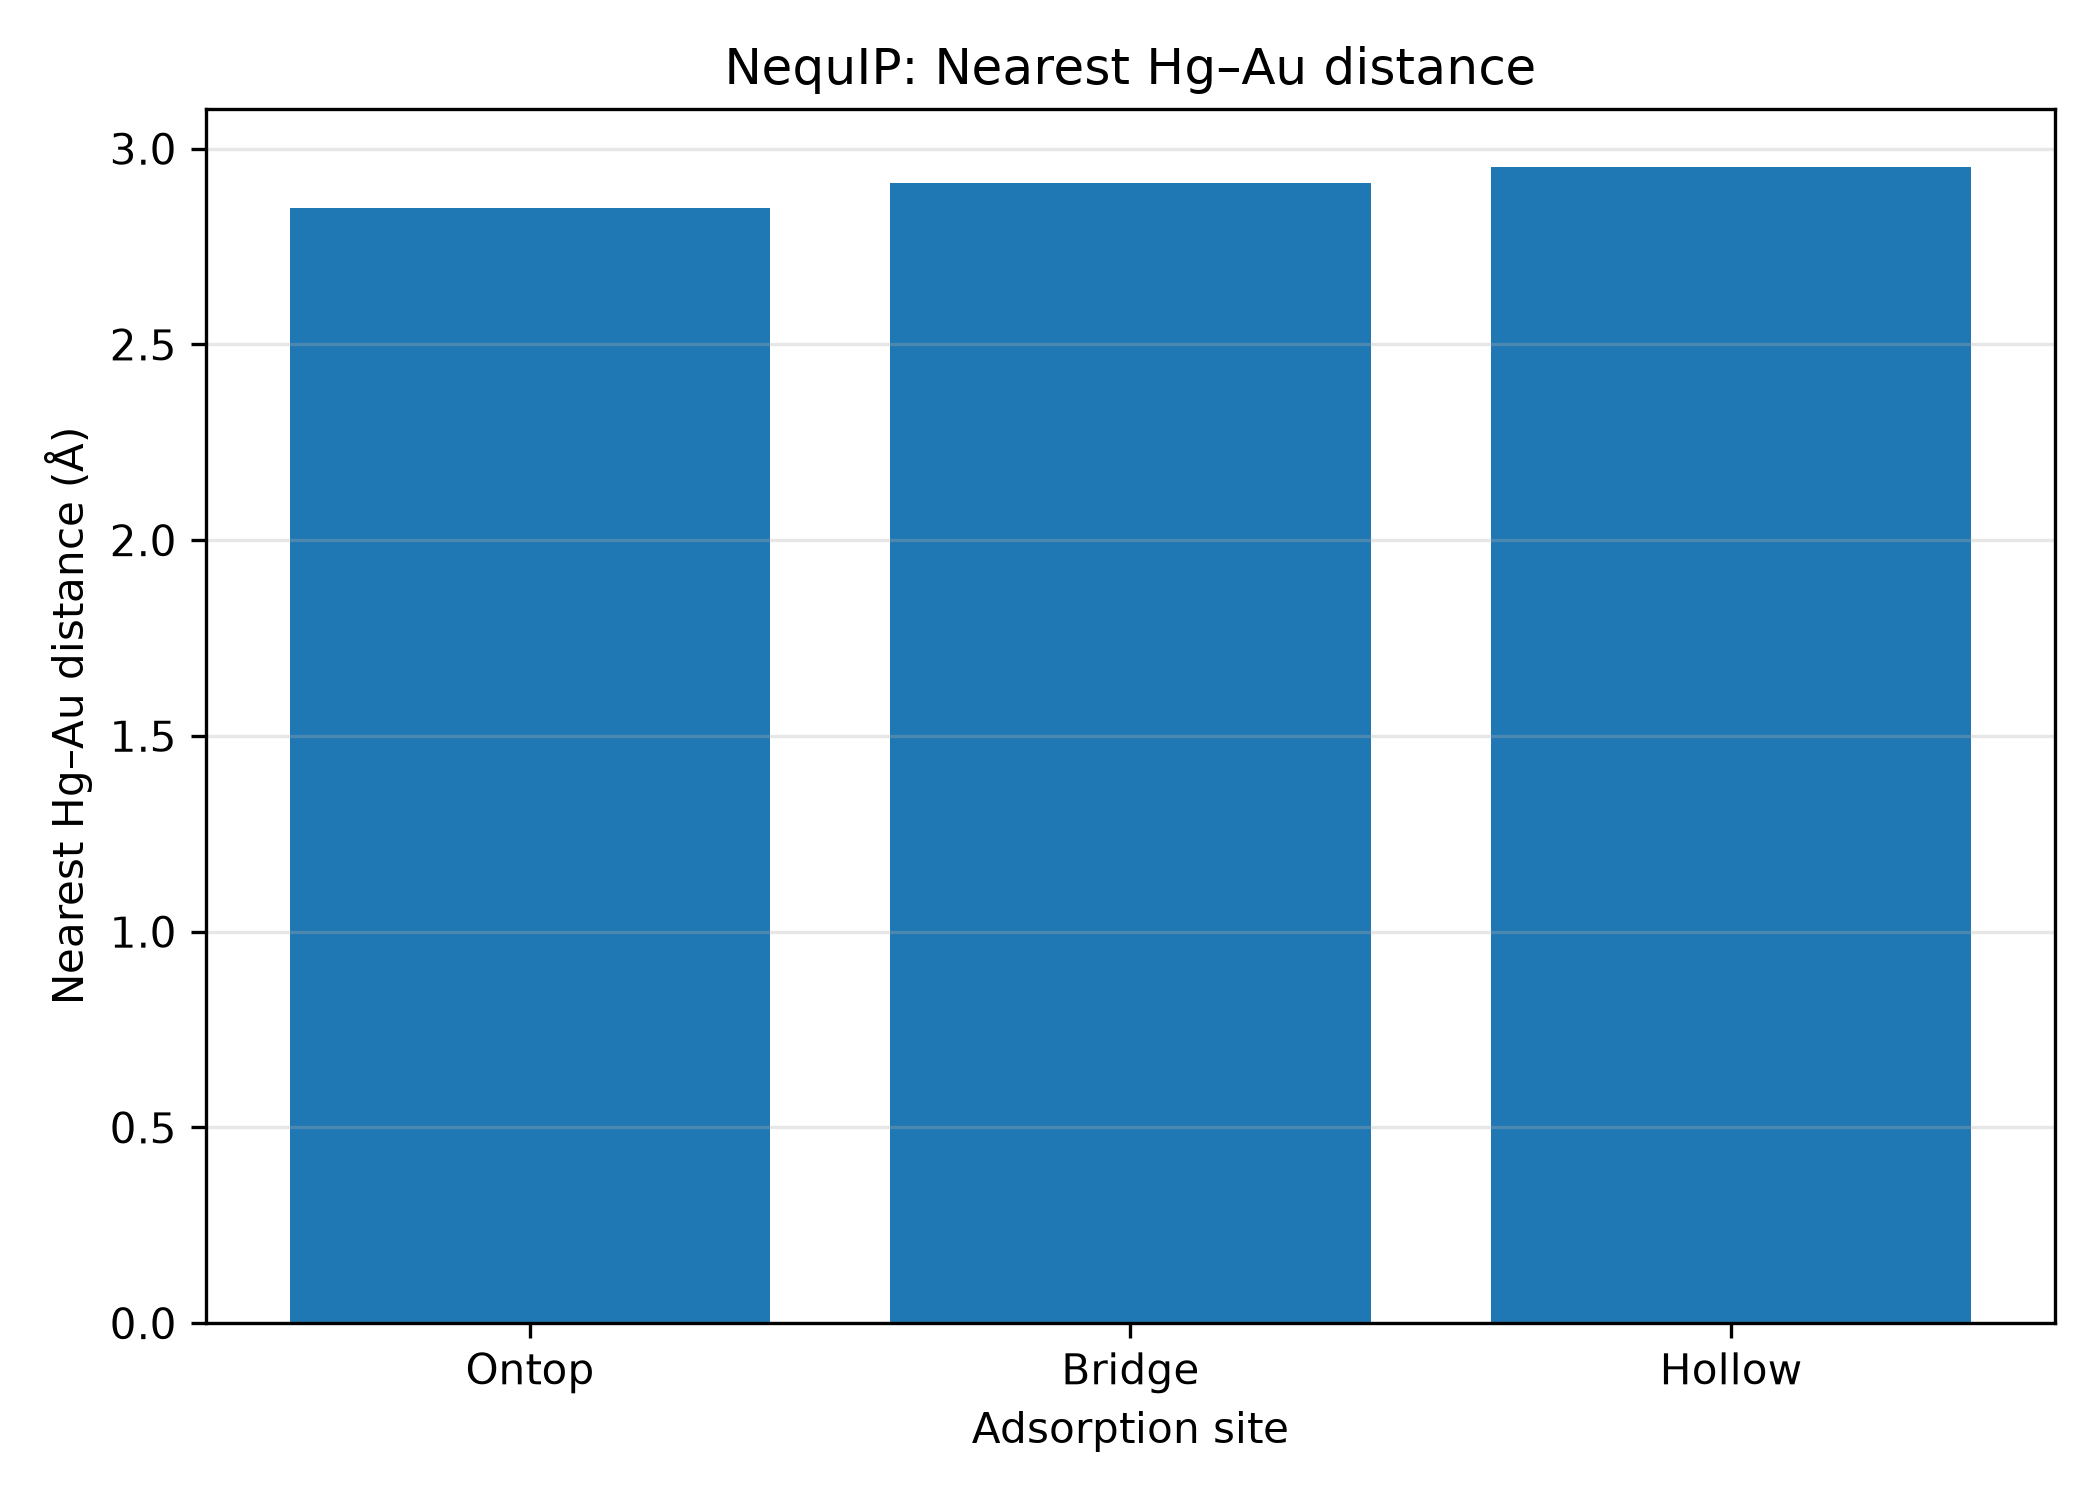 NequIP: Nearest Hg–Au distance
Nearest Hg–Au distance (Å)
3.0
2.5
2.0
1.5
1.0
0.5
0.0
Ontop
Bridge
Hollow
Adsorption site